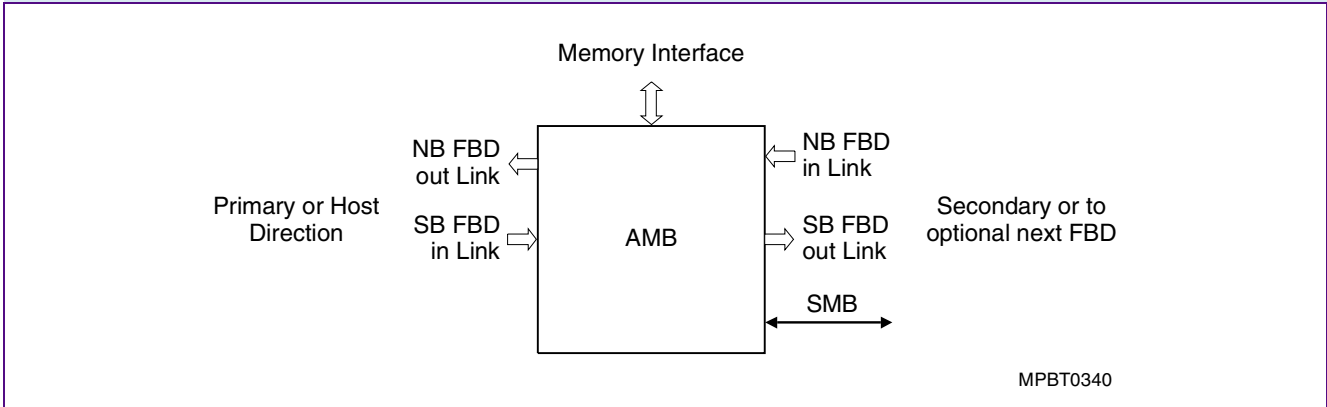 Memory Interface
NB FBD
out Link
NB FBD
in Link
Primary or Host
Direction
SB FBD
in Link
AMB
SB FBD
out Link
Secondary or to
optional next FBD
SMB
MPBT0340